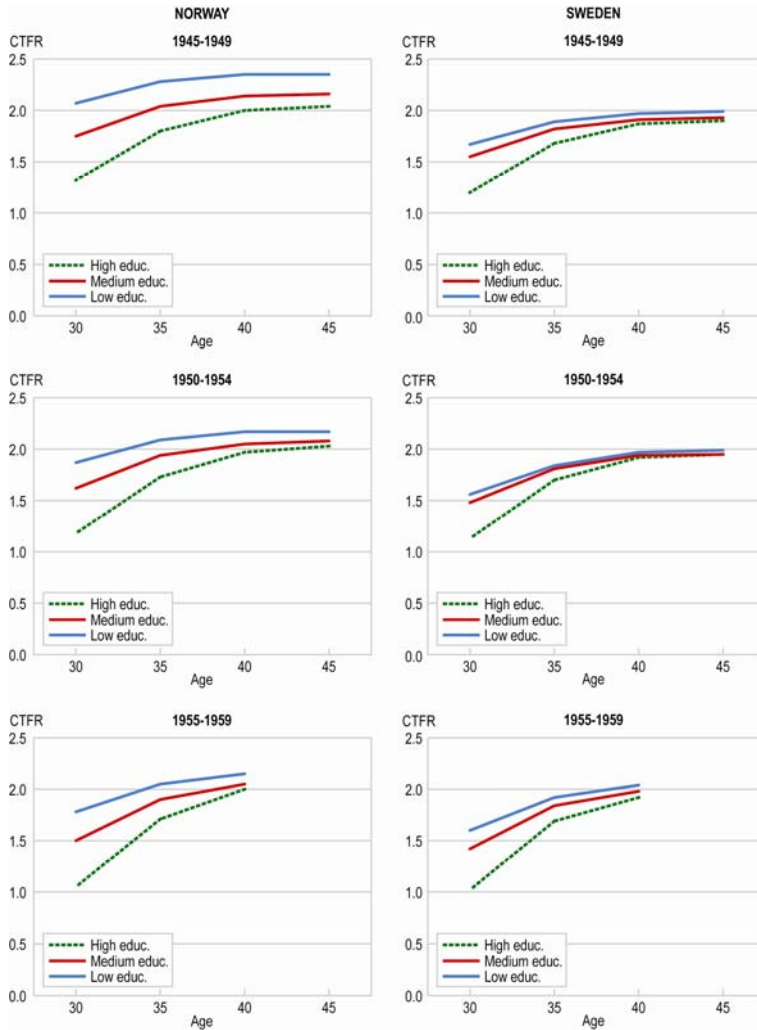 NORWAY
SWEDEN
CTFR
1945-1949
2.5
2.0
1.5
1.0
0.5
0.0
High educ.
Medium educ.
Low educ.
30 35 40 45
Age
1945-1949
2.5
2.0
1.5
1.0
0.5
0.0
High educ.
Medium educ.
Low educ.
30 35 40 45
Age
CTFR
1950-1954
2.5
2.0
1.5
1.0
0.5
0.0
High educ.
Medium educ.
Low educ.
30 35 40 45
Age
CTFR
CTFR
1950-1954
2.5
2.0
1.5
1.0
0.5
0.0
High educ.
Medium educ.
Low educ.
30 35 40 45
Age
CTFR
1955-1959
2.5
2.0
1.5
1.0
0.5
0.0
High educ.
Medium educ.
Low educ.
30 35 40 45
Age
CTFR
1955-1959
2.5
2.0
1.5
1.0
0.5
0.0
High educ.
Medium educ.
Low educ.
30 35 40 45
Age